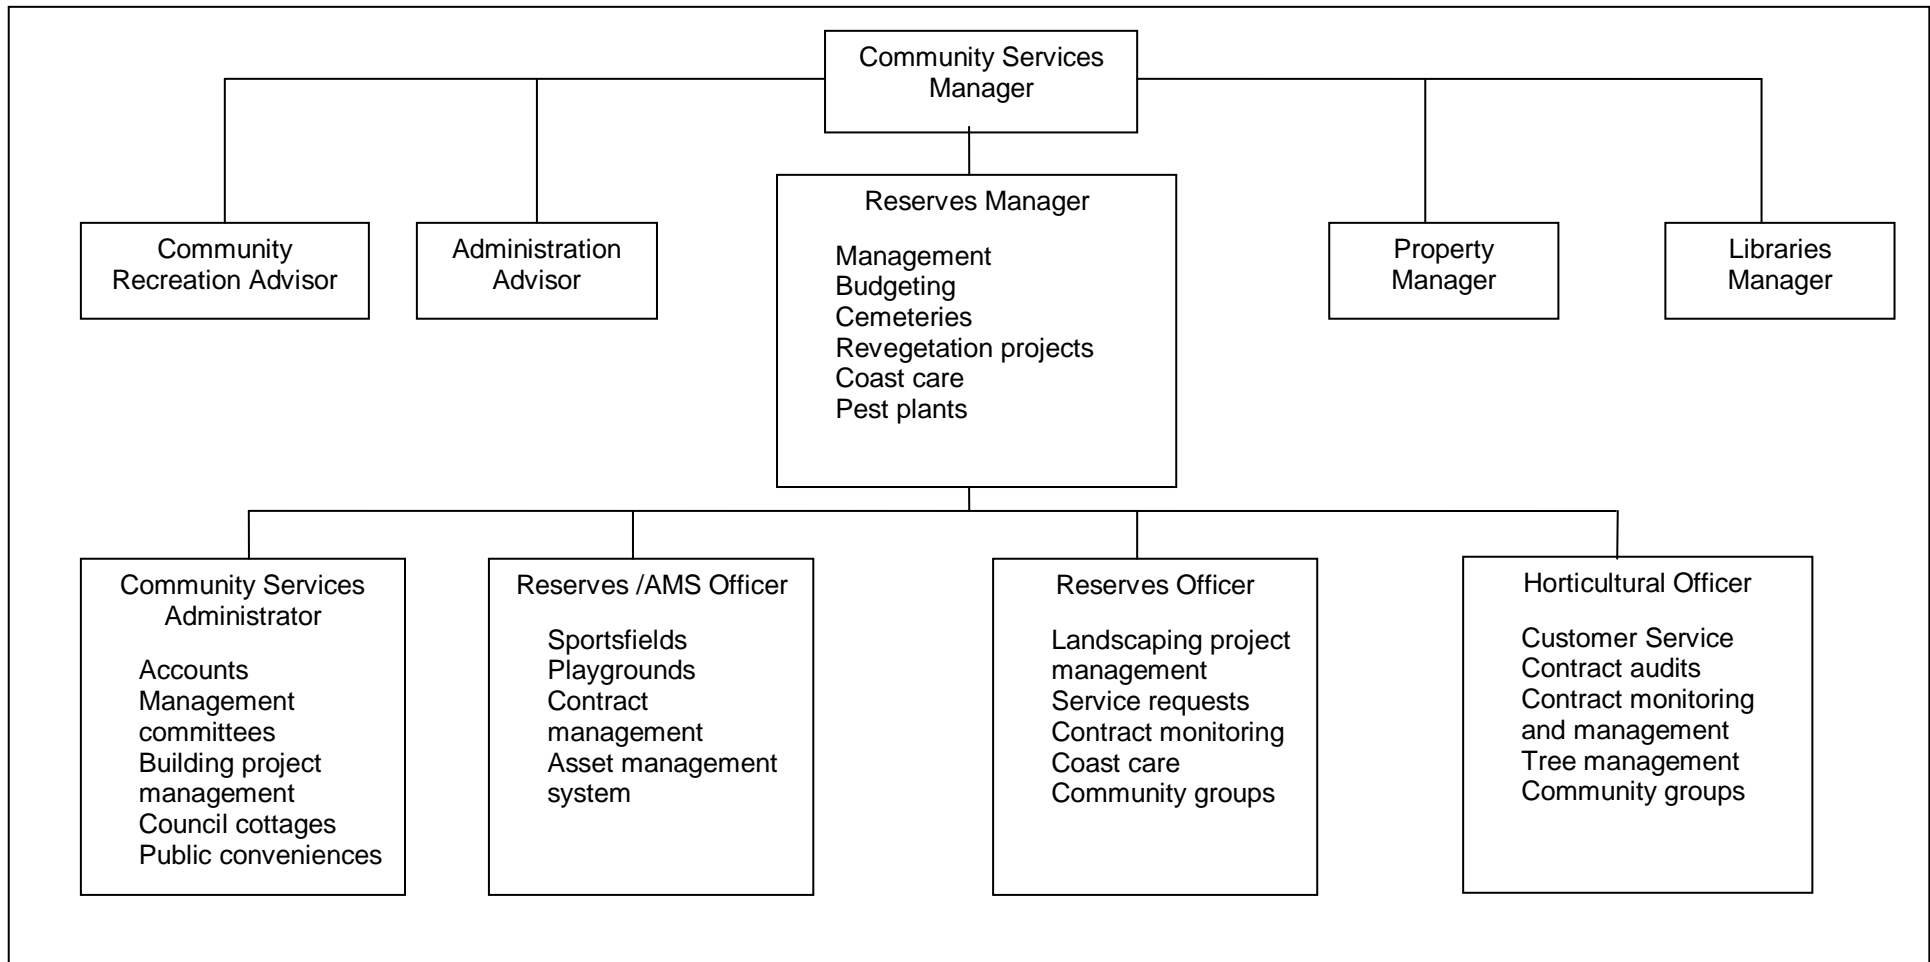 Community Services
Manager
Reserves Manager
Management
Budgeting
Cemeteries
Revegetation projects
Coast care
Pest plants
Community
Recreation Advisor
Administration
Advisor
Property
Manager
Libraries
Manager
Community Services
Administrator
Accounts
Management
committees
Building project
management
Council cottages
Public conveniences
Reserves /AMS Officer
Sportsfields
Playgrounds
Contract
management
Asset management
system
Reserves Officer
Landscaping project
management
Service requests
Contract monitoring
Coast care
Community groups
Horticultural Officer
Customer Service
Contract audits
Contract monitoring
and management
Tree management
Community groups